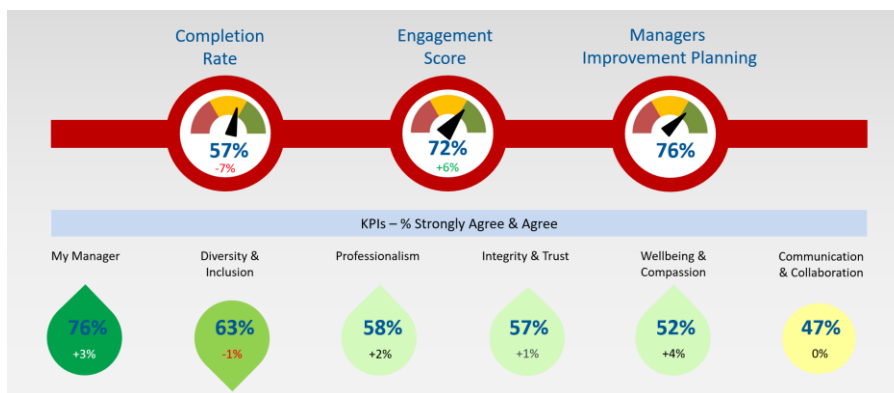 Completion
Rate
Engagement
Score
Managers
Improvement Planning
57%
-7%
72%
+6%
76%
KPIs – % Strongly Agree & Agree
My Manager
Diversity &
Inclusion
Professionalism
Integrity & Trust
Wellbeing &
Compassion
Communication
& Collaboration
76%
+3%
63%
-1%
58%
+2%
57%
+1%
52%
+4%
47%
0%